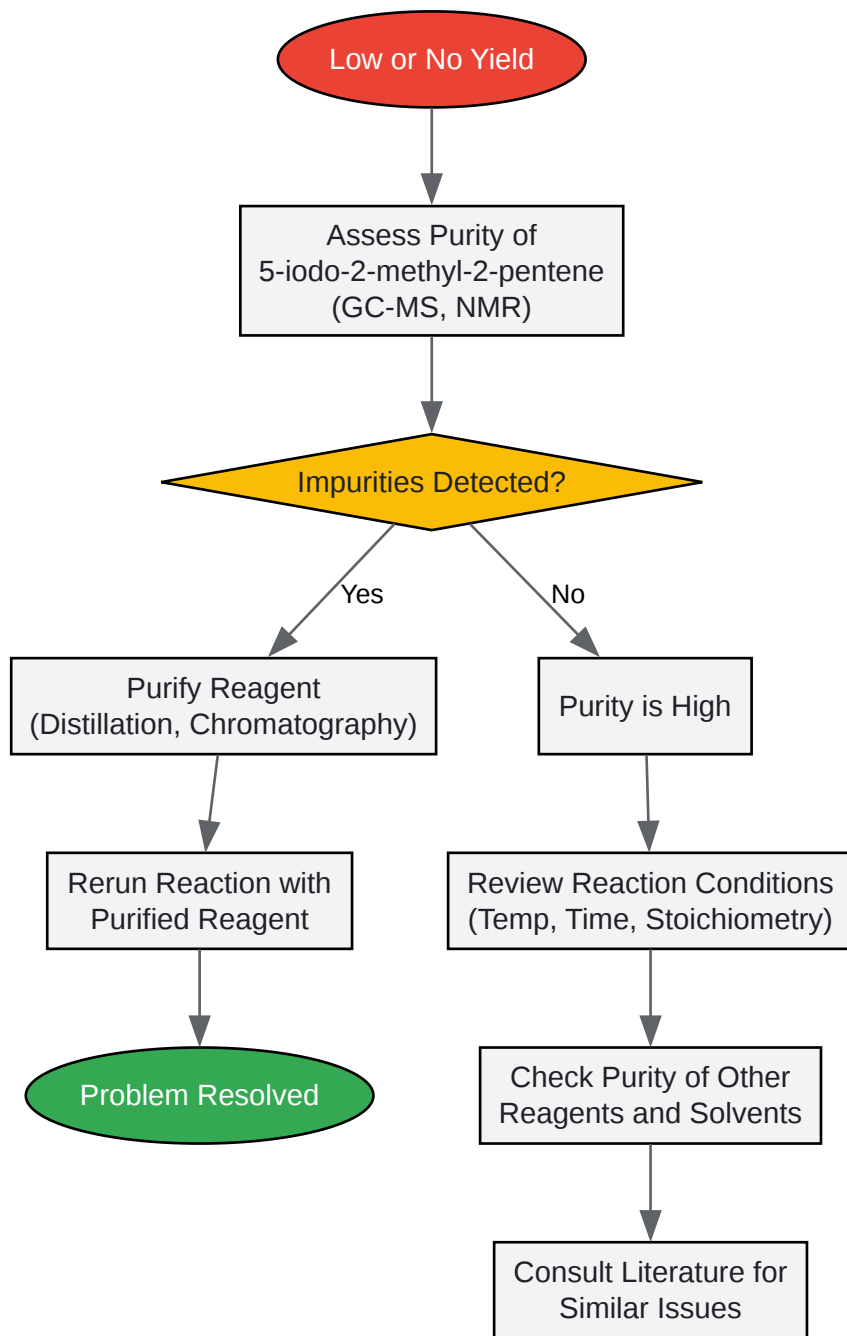 Low or No Yield
Assess Purity of
5-iodo-2-methyl-2-pentene
(GC-MS, NMR)
Impurities Detected?
Yes
No
Purify Reagent
(Distillation, Chromatography)
Purity is High
Rerun Reaction with
Purified Reagent
Review Reaction Conditions
(Temp, Time, Stoichiometry)
Problem Resolved
Check Purity of Other
Reagents and Solvents
Consult Literature for
Similar Issues